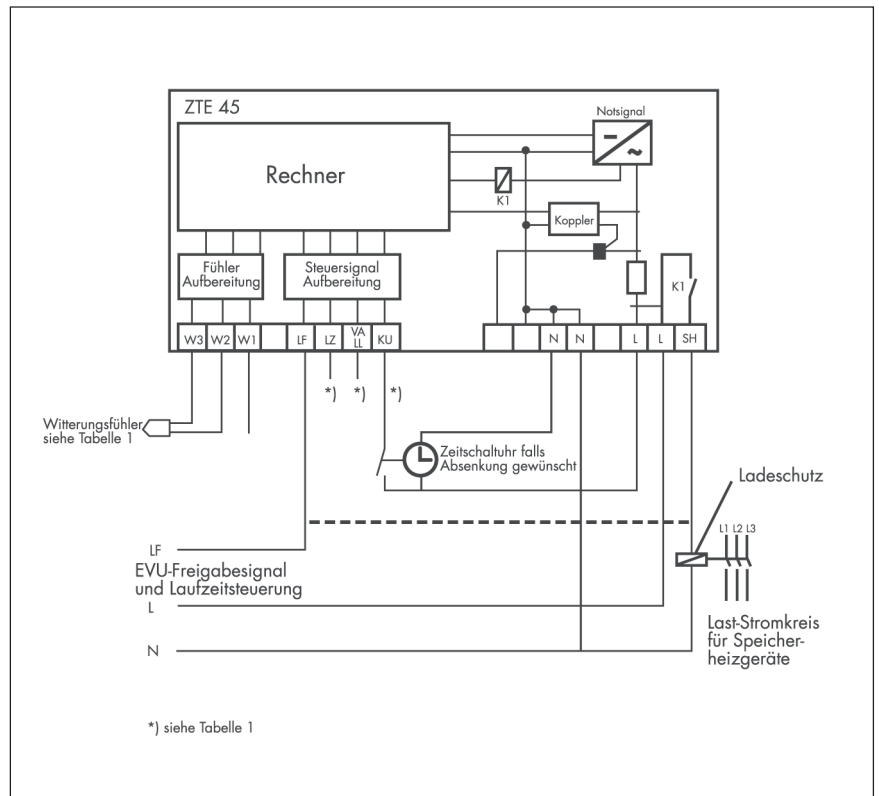 ZTE 45
Notsignal
Rechner
K1
Koppler
Fühler
Aufbereitung
Steuersignal
Aufbereitung
K1
W3 W2 W1 LF LZ VA LL KU N N L L SH
*) *) *)
Witterungsfühler
siehe Tabelle 1
Zeitschaltuhr falls
Absenkung gewünscht
Ladeschutz
L1 L2 L3
LF
EVU-Freigabesignal
und Laufzeitsteuerung
L
Last-Stromkreis
für Speicher-
heizgeräte
N
*) siehe Tabelle 1